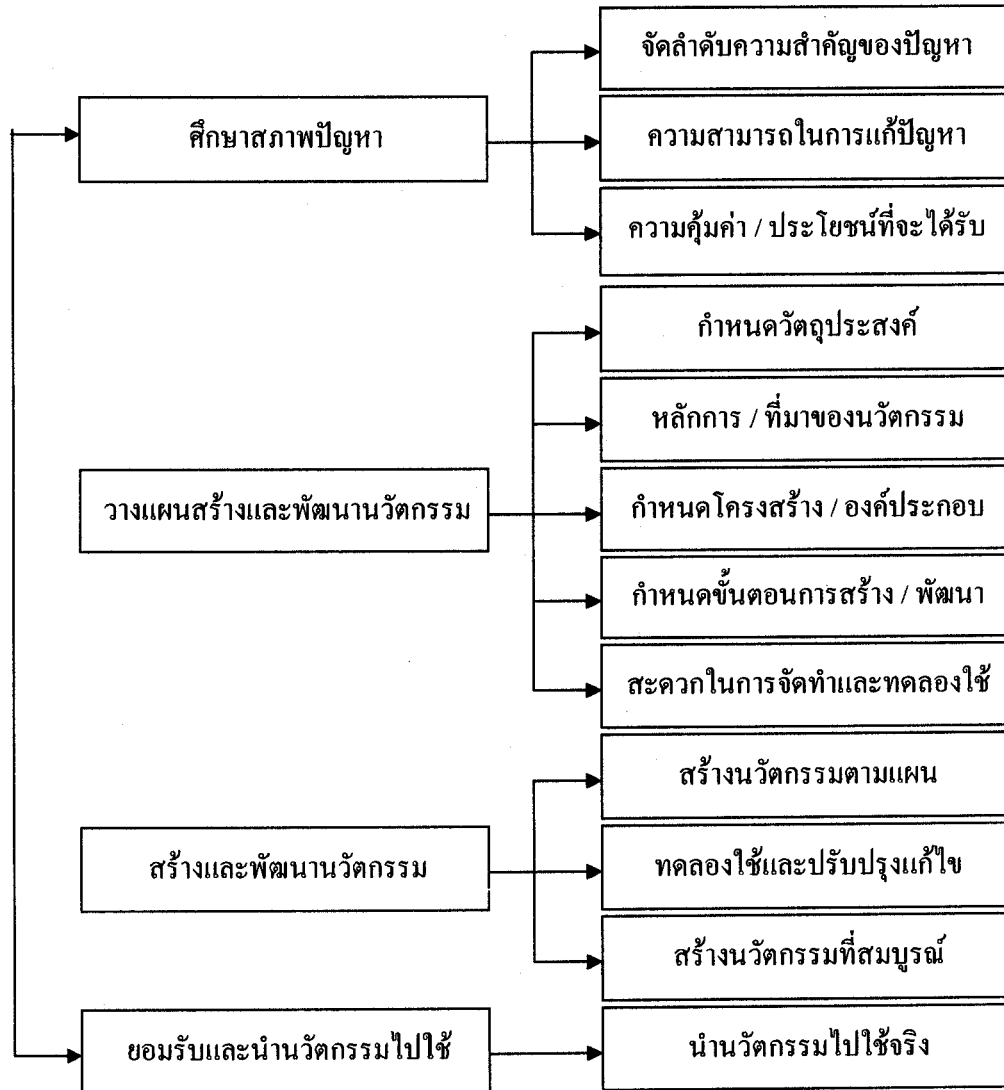 ศึกษาสภาพปัญหา
จัดลำดับความสำคัญของปัญหา
ความสามารถในการแก้ปัญหา
ความคุ้มค่า / ประโยชน์ที่จะได้รับ
วางแผนสร้างและพัฒนานวัตกรรม
กำหนดวัตถุประสงค์
หลักการ / ที่มาของนวัตกรรม
กำหนดโครงสร้าง / องค์ประกอบ
กำหนดขั้นตอนการสร้าง / พัฒนา
สะดวกในการจัดทำและทดลองใช้
สร้างและพัฒนานวัตกรรม
สร้างนวัตกรรมตามแผน
ทดลองใช้และปรับปรุงแก้ไข
สร้างนวัตกรรมที่สมบูรณ์
ยอมรับและนำนวัตกรรมไปใช้
นำนวัตกรรมไปใช้จริง